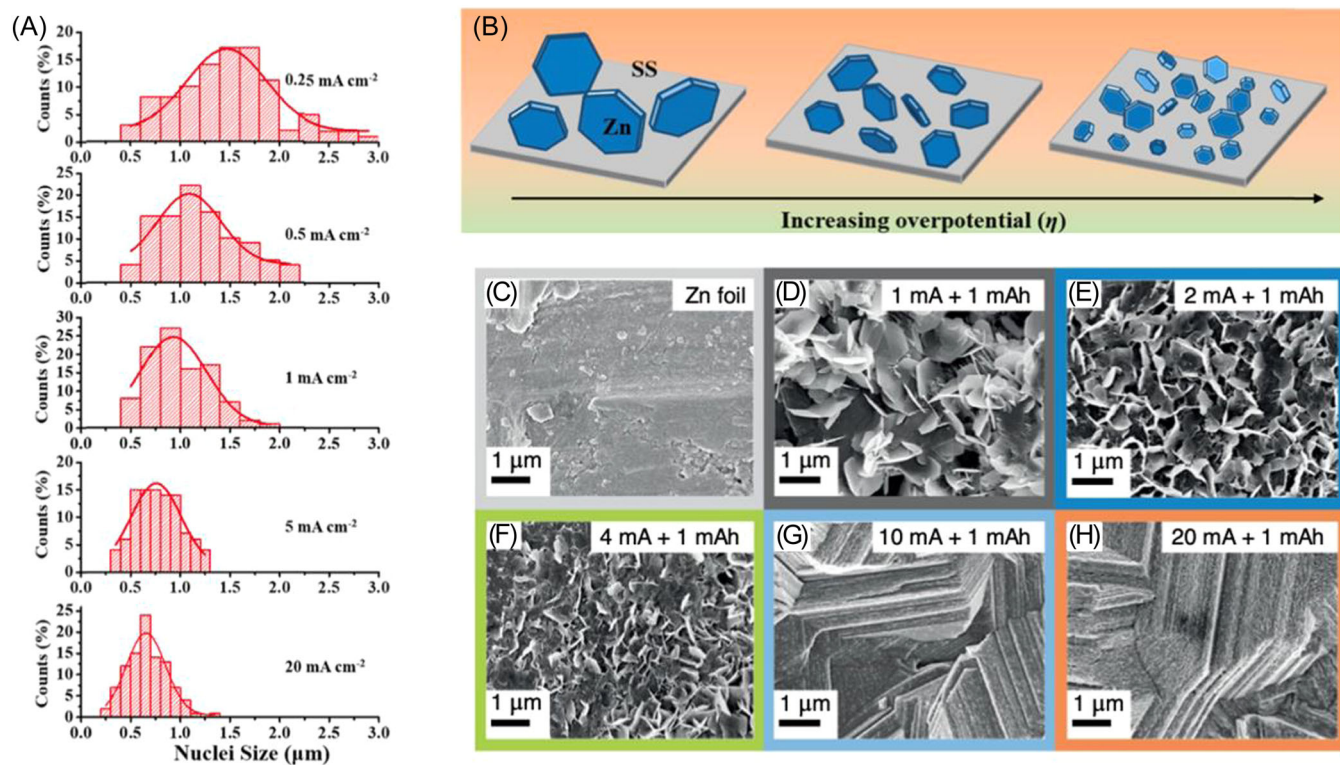 (A)
Counts (%)
20
15
10
5
0
0.25 mA cm-2
0.0 0.5 1.0 1.5 2.0 2.5 3.0
Counts (%)
25
20
15
10
5
0
0.5 mA cm-2
0.0 0.5 1.0 1.5 2.0 2.5 3.0
Counts (%)
30
25
20
15
10
5
0
1 mA cm-2
0.0 0.5 1.0 1.5 2.0 2.5 3.0
Counts (%)
20
15
10
5
0
5 mA cm-2
0.0 0.5 1.0 1.5 2.0 2.5 3.0
Counts (%)
25
20
15
10
5
0
20 mA cm-2
0.0 0.5 1.0 1.5 2.0 2.5 3.0
Nuclei Size (μm)
(B)
SS
Zn
Increasing overpotential (η)
(C)
Zn foil
1 μm
(D)
1 mA + 1 mAh
1 μm
(E)
2 mA + 1 mAh
1 μm
(F)
4 mA + 1 mAh
1 μm
(G)
10 mA + 1 mAh
1 μm
(H)
20 mA + 1 mAh
1 μm